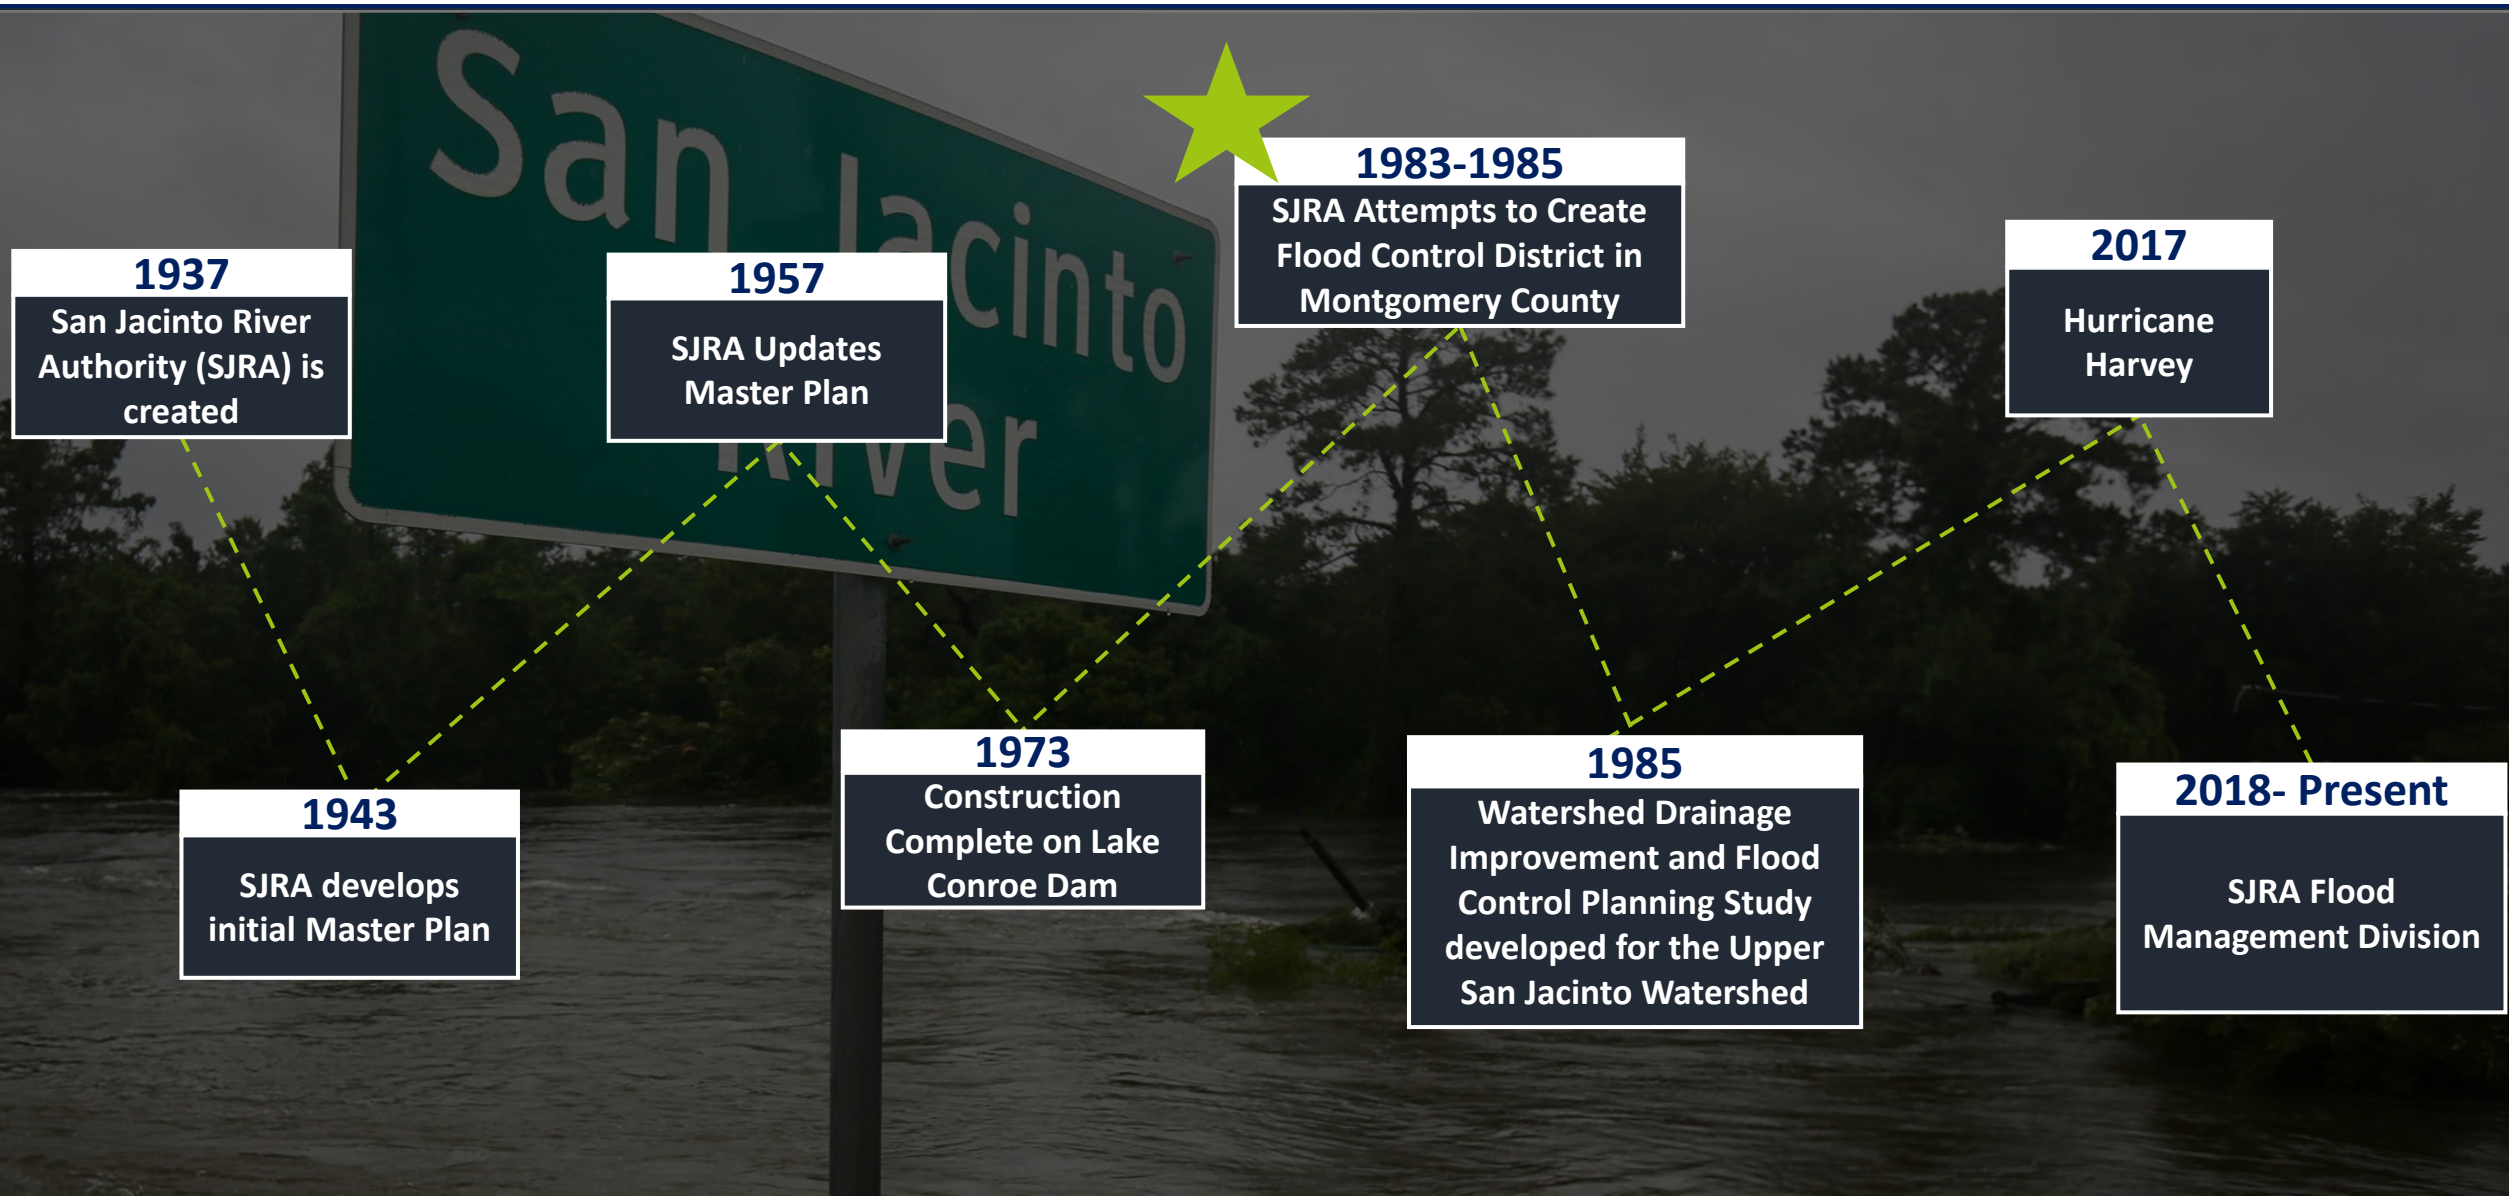 San Jacinto
River
1937
San Jacinto River
Authority (SJRA) is
created
1943
SJRA develops
initial Master Plan
1957
SJRA Updates
Master Plan
1973
Construction
Complete on Lake
Conroe Dam
1983-1985
SJRA Attempts to Create
Flood Control District in
Montgomery County
1985
Watershed Drainage
Improvement and Flood
Control Planning Study
developed for the Upper
San Jacinto Watershed
2017
Hurricane
Harvey
2018- Present
SJRA Flood
Management Division